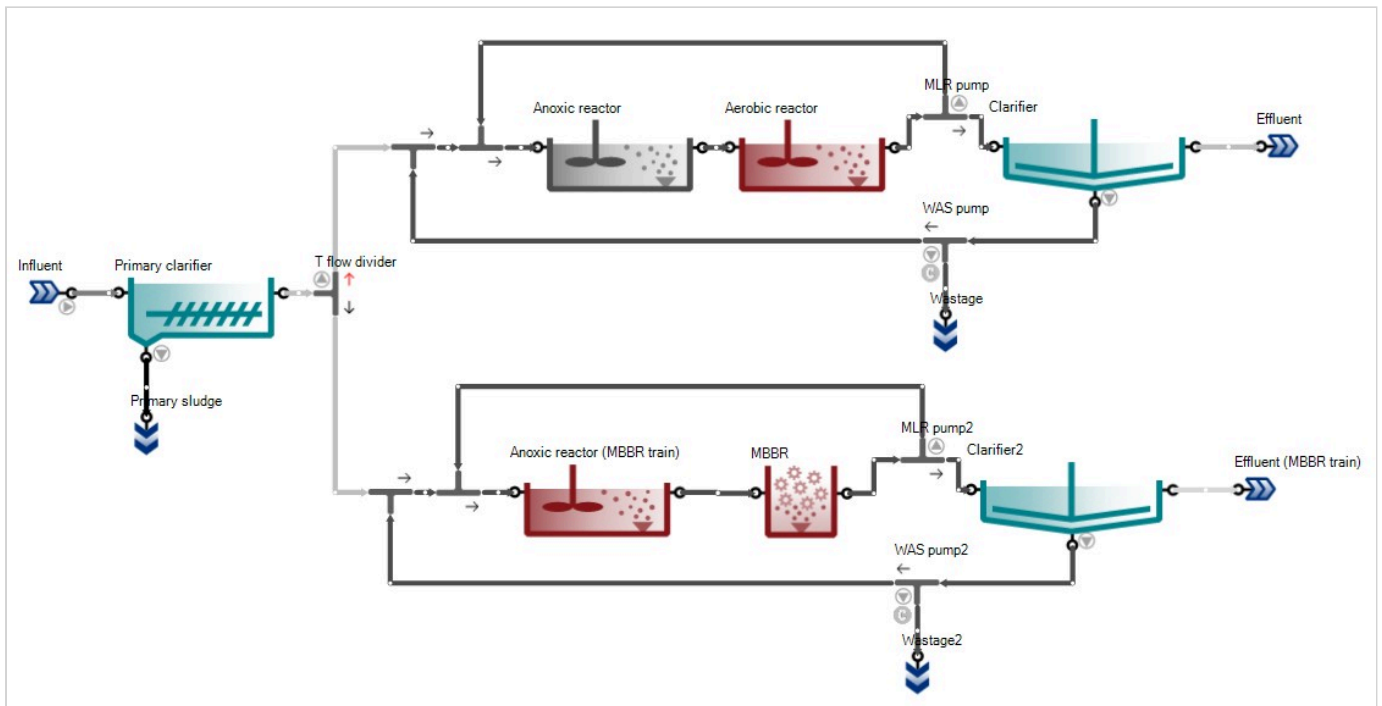 MLR pump
Anoxic reactor
Aerobic reactor
Clarifier
Effluent
WAS pump
C
Wastage
Influent
Primary clarifier
T flow divider
Primary sludge
MLR pump2
Anoxic reactor (MBBR train)
MBBR
Clarifier2
Effluent (MBBR train)
WAS pump2
C
Wastage2